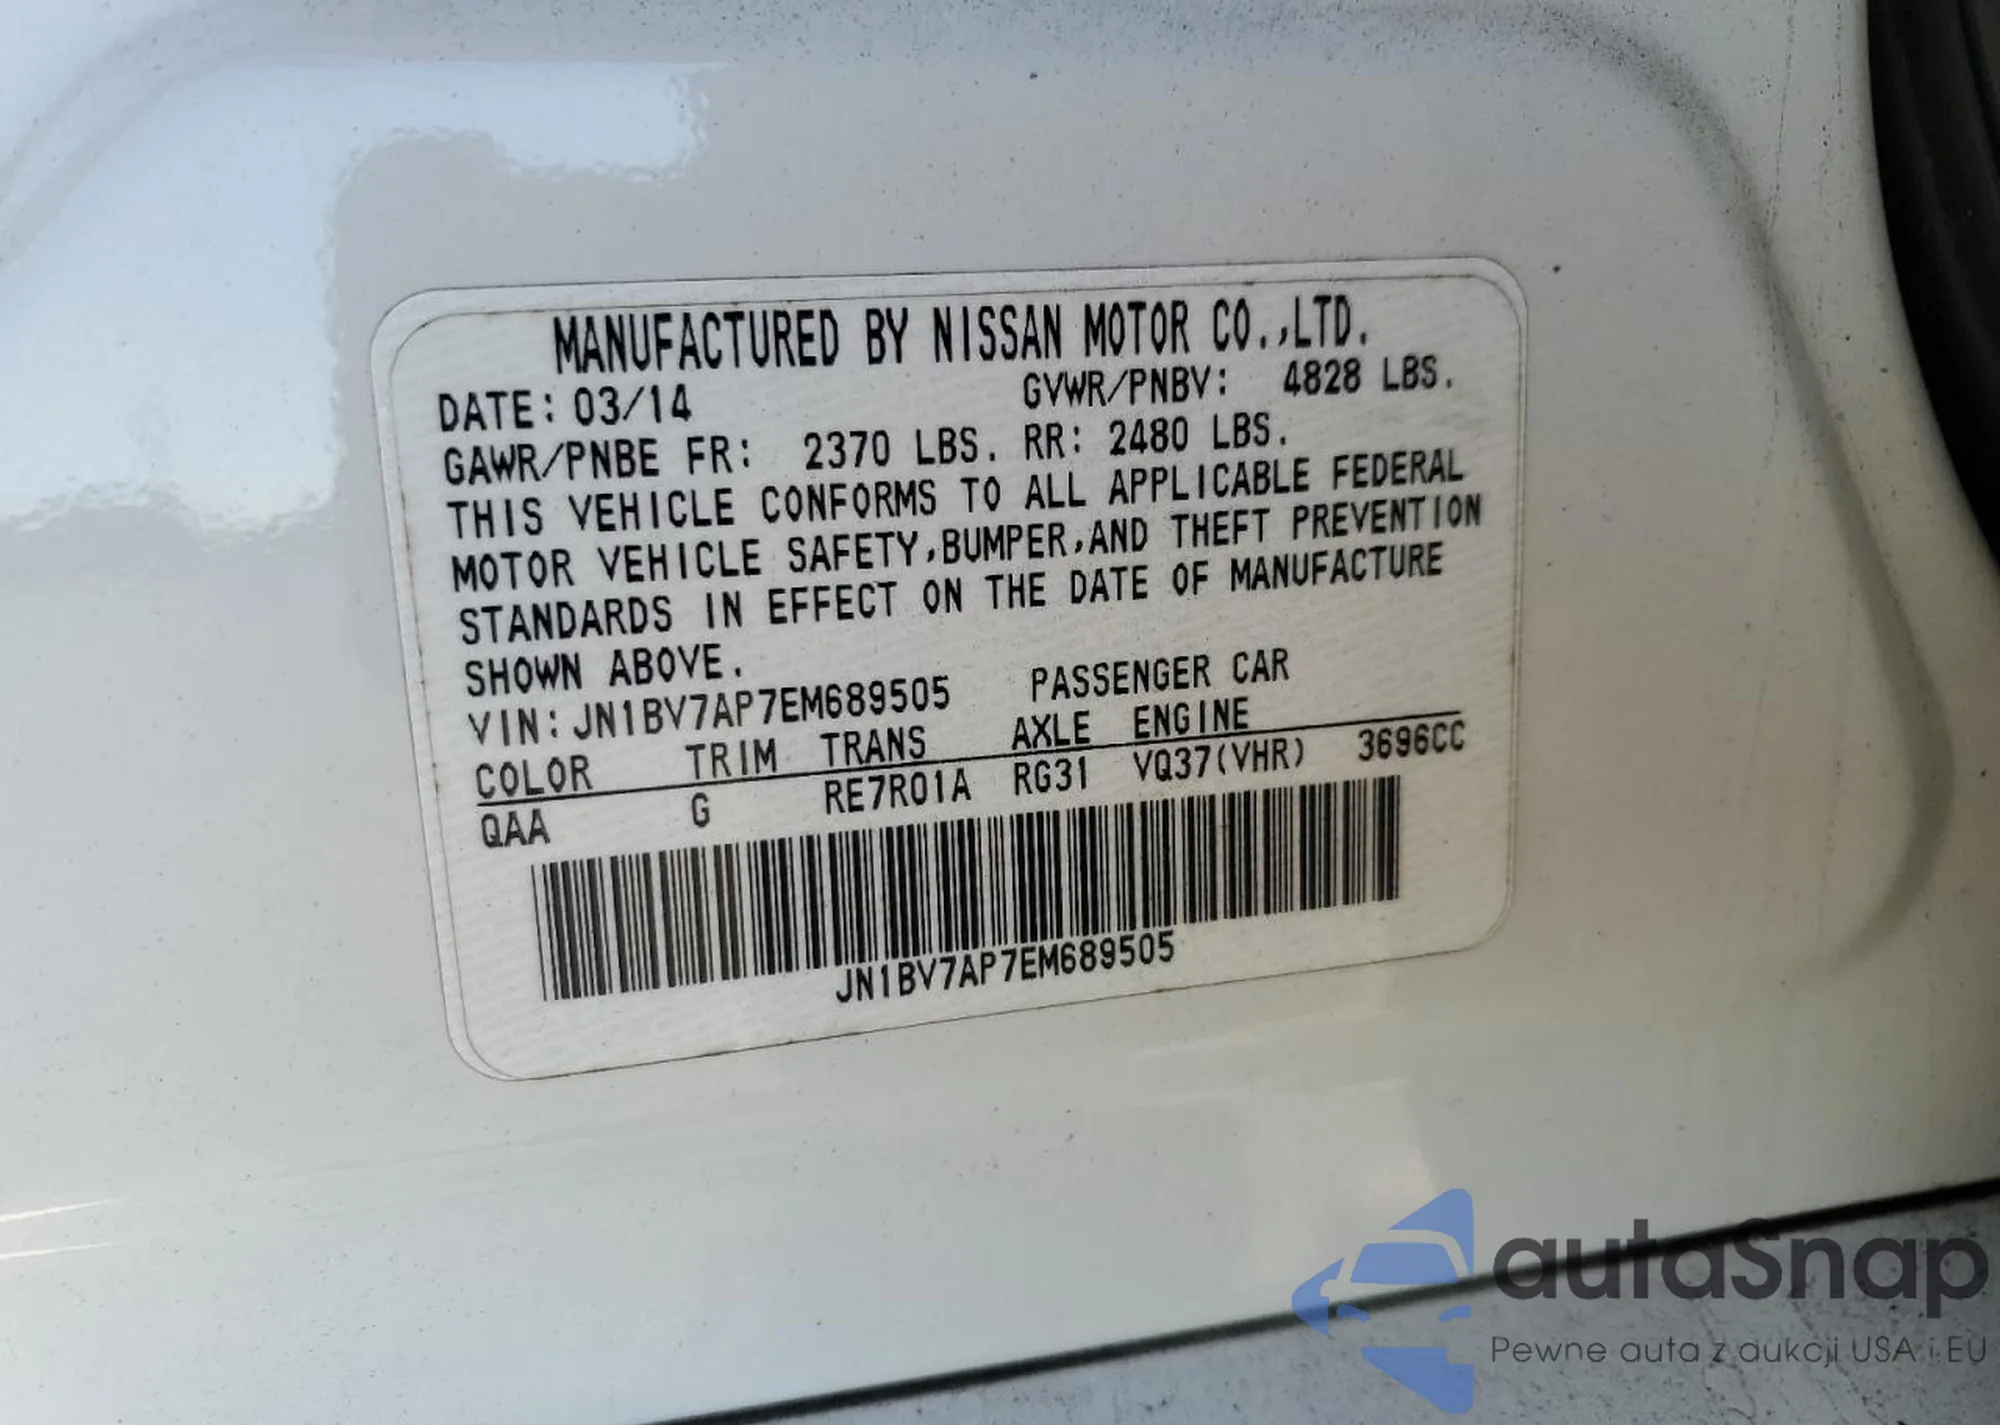 MANUFACTURED BY NISSAN MOTOR CO.,LTD.
DATE: 03/14 GVWR/PNBV: 4828 LBS.
GAWR/PNBE FR: 2370 LBS. RR: 2480 LBS.
THIS VEHICLE CONFORMS TO ALL APPLICABLE FEDERAL
MOTOR VEHICLE SAFETY,BUMPER,AND THEFT PREVENTION
STANDARDS IN EFFECT ON THE DATE OF MANUFACTURE
SHOWN ABOVE.
VIN: JN1BV7AP7EM689505 PASSENGER CAR
COLOR TRIM TRANS AXLE ENGINE
QAA G RE7R01A RG31 VQ37(VHR) 3696CC
JN1BV7AP7EM689505
autaSnap
Pewne auta z aukcji USA i EU